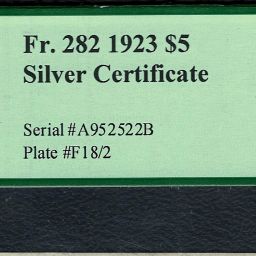 Fr. 282 1923 $5
Silver Certificate
Serial #A952522B
Plate #F18/2